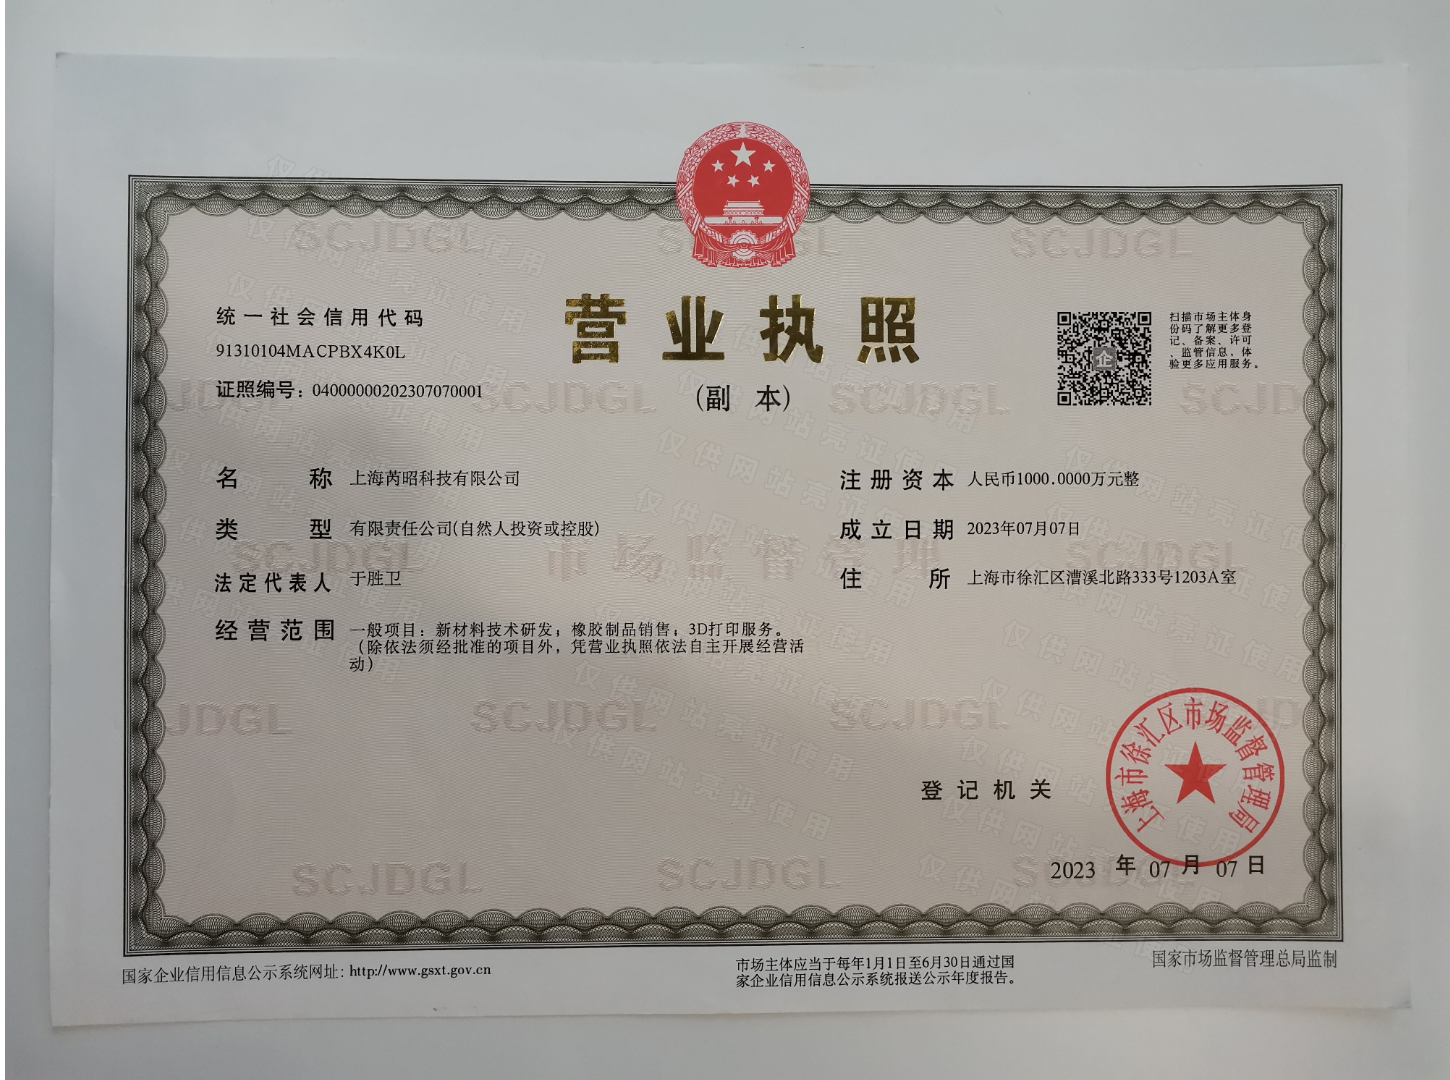 营业执照
(副 本)
统一社会信用代码
91310104MACPBX4K0L
证照编号：04000000202307070001
扫描市场主体身
份码了解更多登
记、备案、许可
、监管信息，体
验更多应用服务。
名 称 上海芮昭科技有限公司
类 型 有限责任公司(自然人投资或控股)
法定代表人 于胜卫
经营范围 一般项目：新材料技术研发；橡胶制品销售；3D打印服务。
（除依法须经批准的项目外，凭营业执照依法自主开展经营活
动）
注册资本 人民币1000.0000万元整
成立日期 2023年07月07日
住 所 上海市徐汇区漕溪北路333号1203A室
登记机关
上海市徐汇区市场监督管理局
2023 年 07 月 07 日
国家企业信用信息公示系统网址：http://www.gsxt.gov.cn
市场主体应当于每年1月1日至6月30日通过国
家企业信用信息公示系统报送公示年度报告。
国家市场监督管理总局监制
SCJDGL
市场监督管理
仅供网站亮证使用